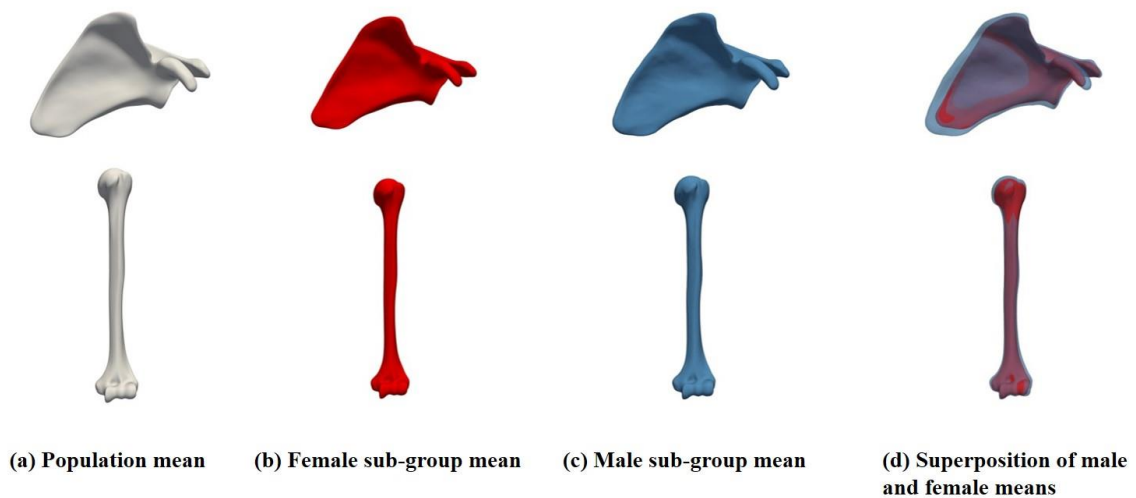 (a) Population mean
(b) Female sub-group mean
(c) Male sub-group mean
(d) Superposition of male
and female means